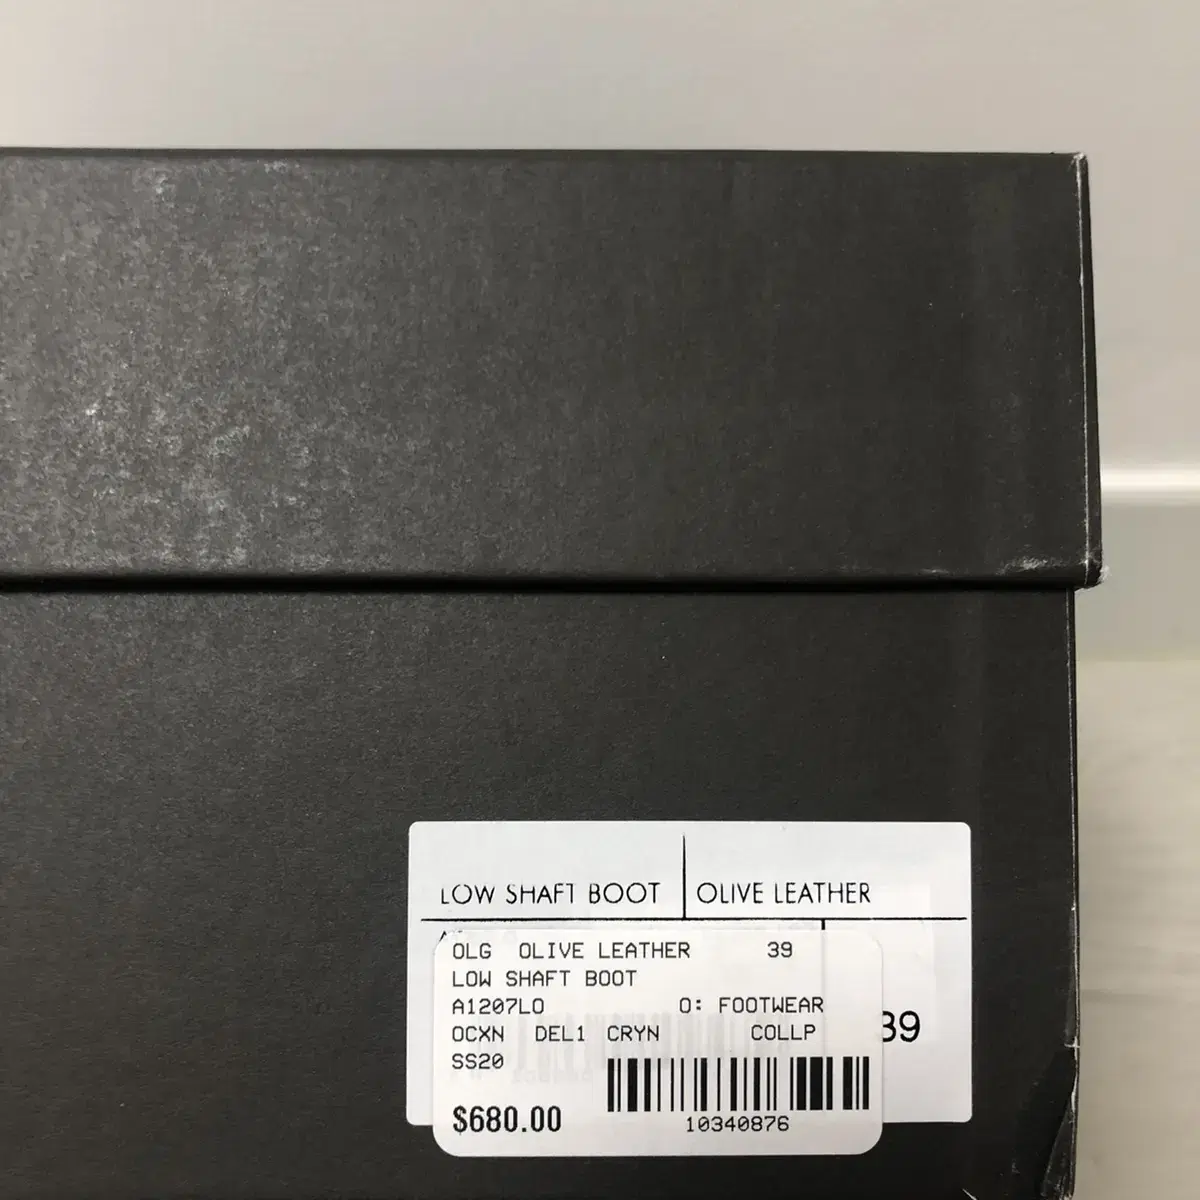 LOW SHAFT BOOT OLIVE LEATHER
OLG OLIVE LEATHER 39
LOW SHAFT BOOT
A1207LO O: FOOTWEAR
OCXN DEL1 CRYN COLLP
39
SS20
$680.00
10340876